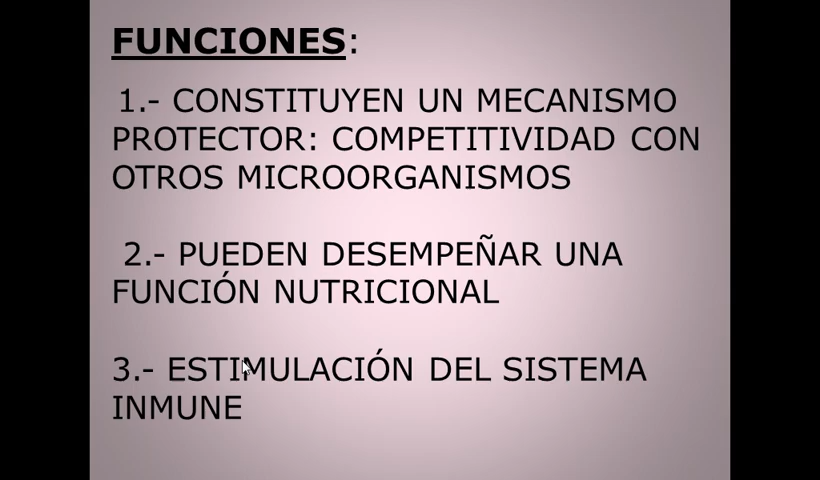 FUNCIONES:
1.- CONSTITUYEN UN MECANISMO
PROTECTOR: COMPETITIVIDAD CON
OTROS MICROORGANISMOS
2.- PUEDEN DESEMPEÑAR UNA
FUNCIÓN NUTRICIONAL
3.- ESTIMULACIÓN DEL SISTEMA
INMUNE